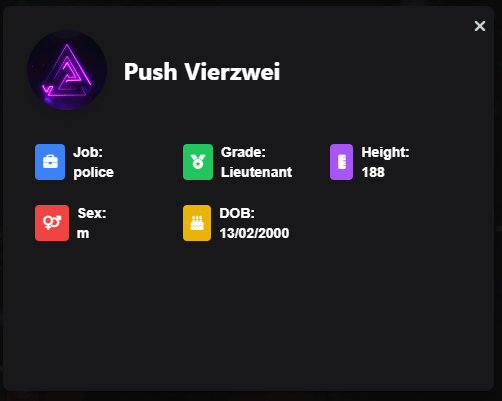 Push Vierzwei
Job:
police
Grade:
Lieutenant
Height:
188
Sex:
m
DOB:
13/02/2000